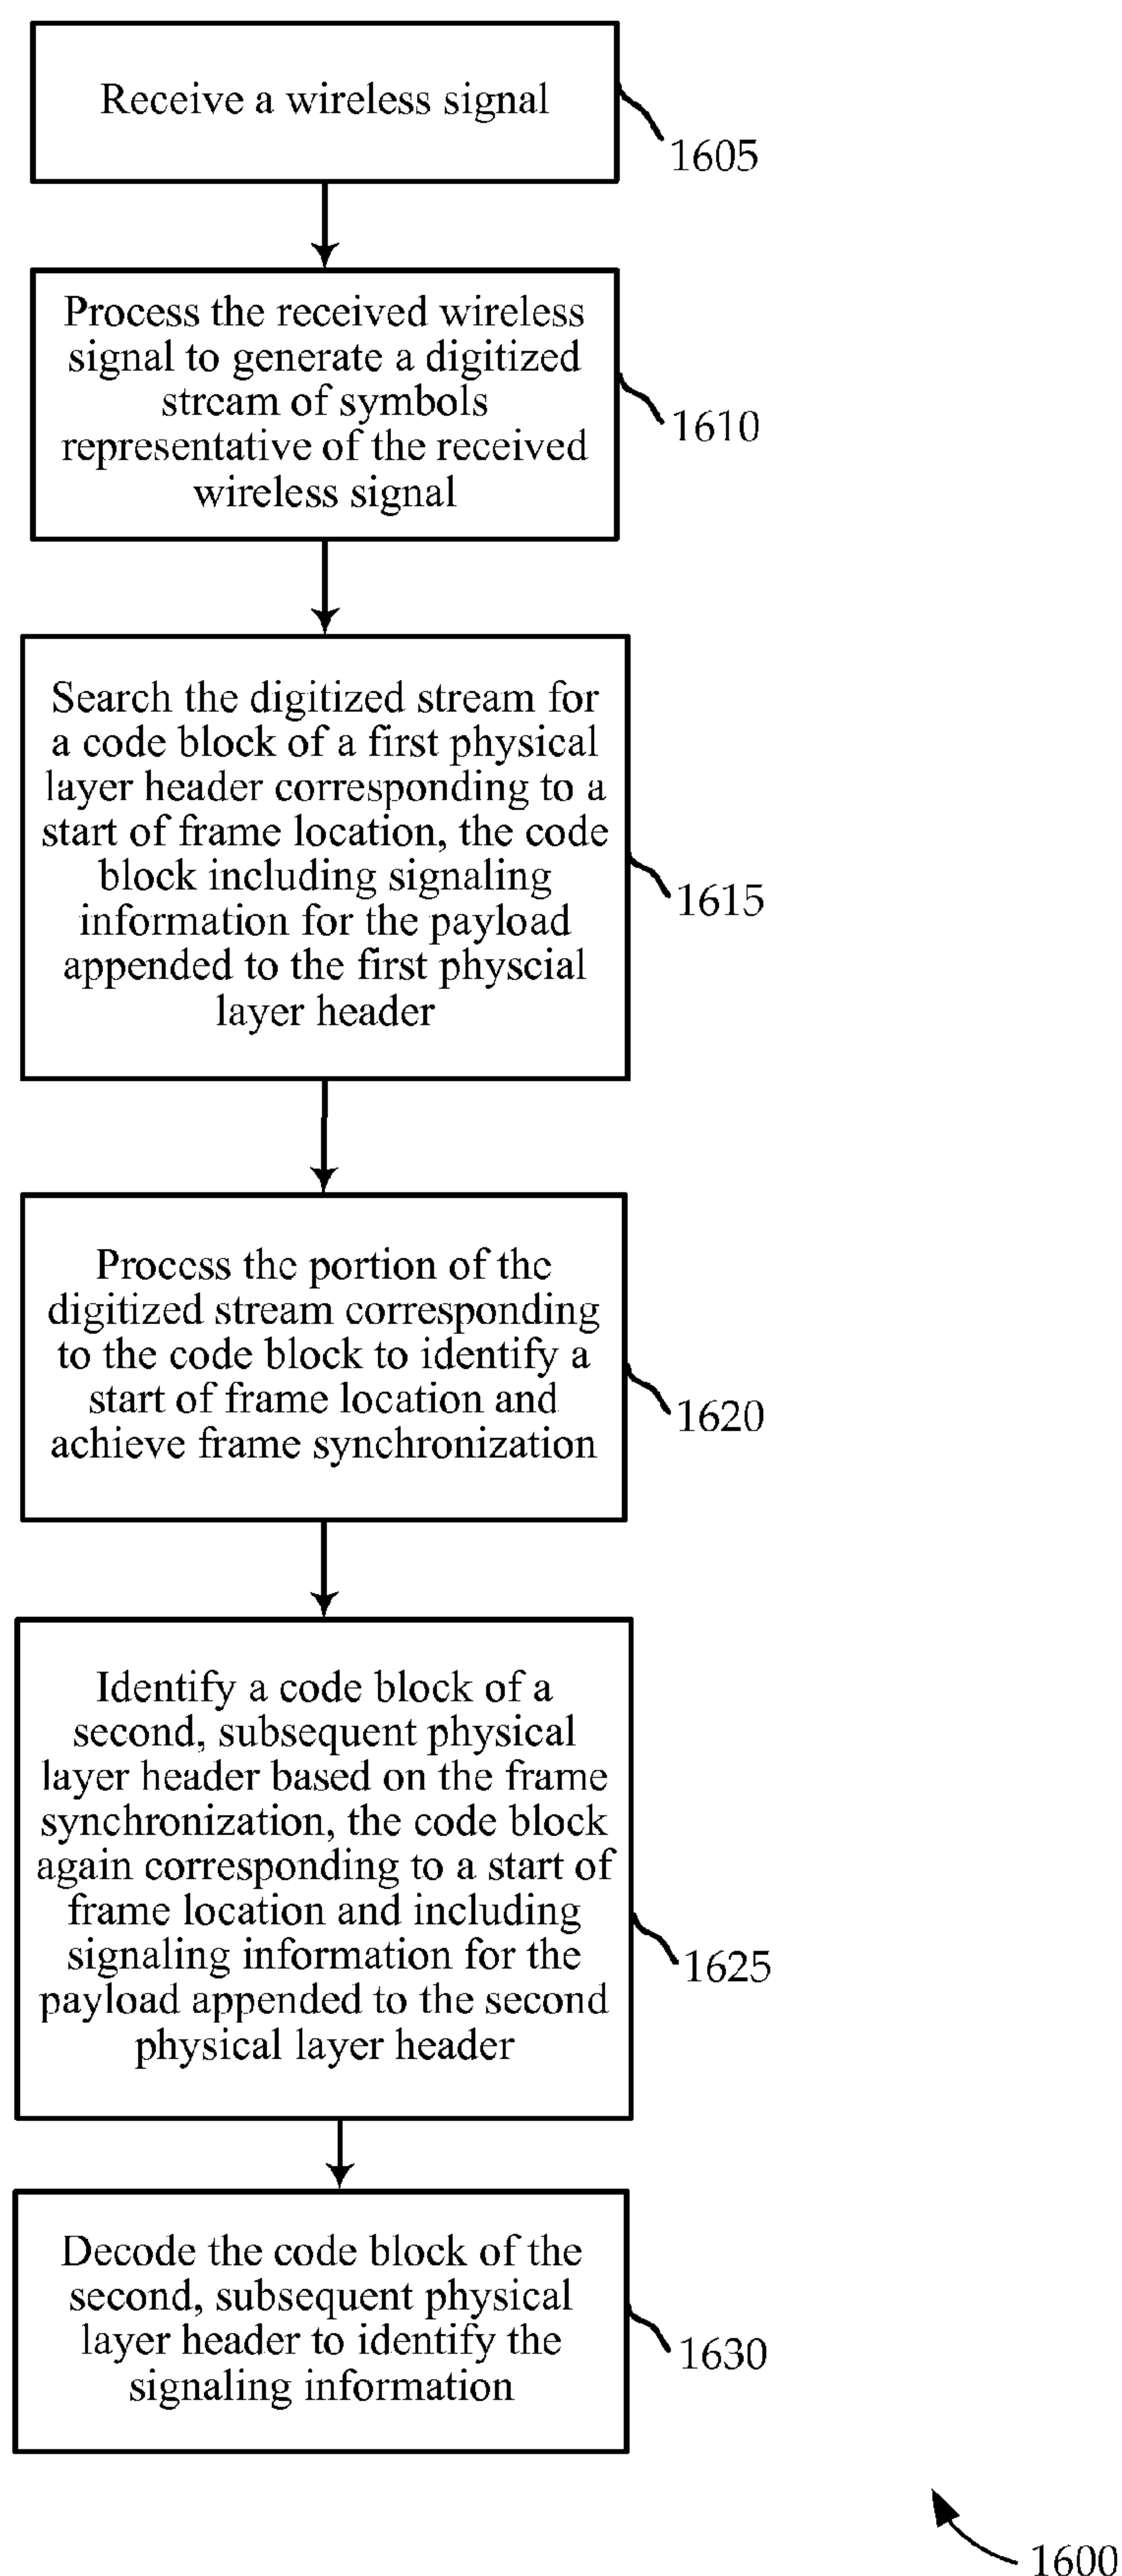 Receive a wireless signal
1605
Process the received wireless
signal to generate a digitized
stream of symbols
representative of the received
wireless signal
1610
Search the digitized stream for
a code block of a first physical
layer header corresponding to a
start of frame location, the code
block including signaling
information for the payload
appended to the first physcial
layer header
1615
Process the portion of the
digitized stream corresponding
to the code block to identify a
start of frame location and
achieve frame synchronization
1620
Identify a code block of a
second, subsequent physical
layer header based on the frame
synchronization, the code block
again corresponding to a start of
frame location and including
signaling information for the
payload appended to the second
physical layer header
1625
Decode the code block of the
second, subsequent physical
layer header to identify the
signaling information
1630
1600